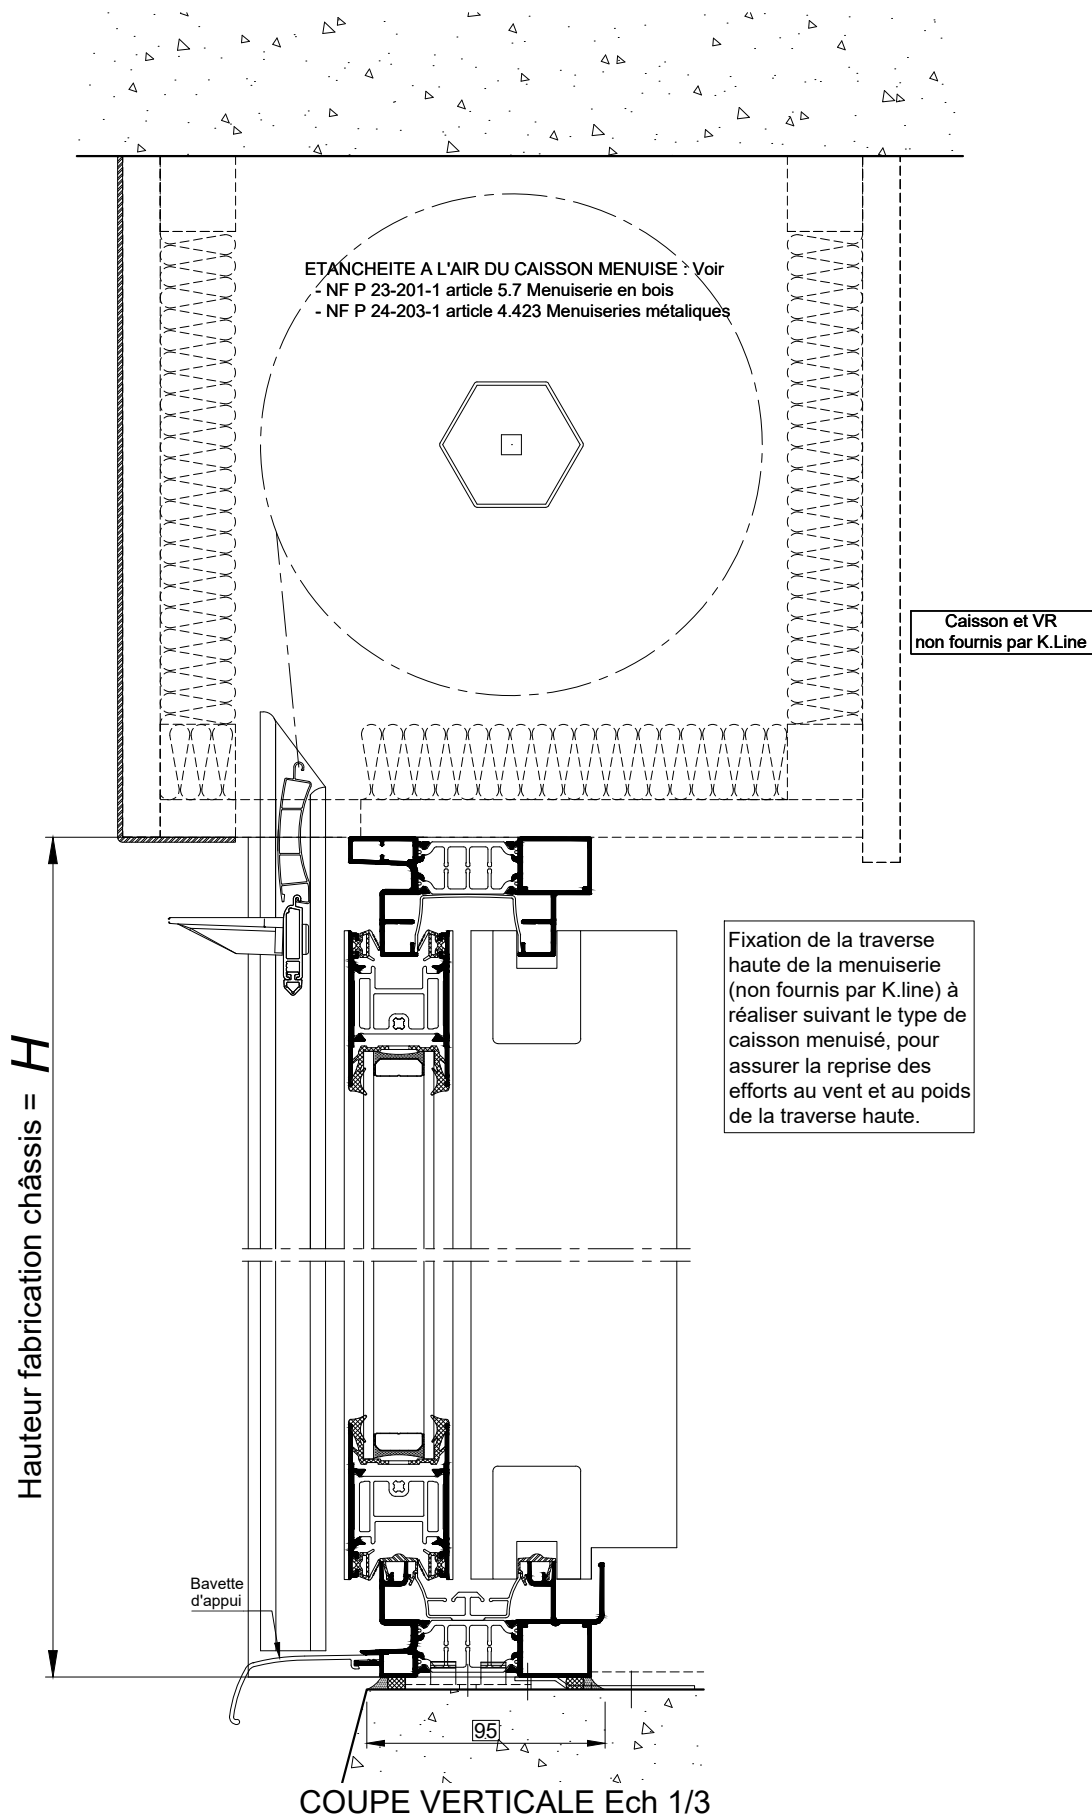 ETANCHEITE A L'AIR DU CAISSON MENUISE : Voir
- NF P 23-201-1 article 5.7 Menuiserie en bois
- NF P 24-203-1 article 4.423 Menuiseries métaliques
Caisson et VR
non fournis par K.Line
Fixation de la traverse
haute de la menuiserie
(non fournis par K.line) à
réaliser suivant le type de
caisson menuisé, pour
assurer la reprise des
efforts au vent et au poids
de la traverse haute.
Hauteur fabrication châssis = H
Bavette
d'appui
95
COUPE VERTICALE Ech 1/3